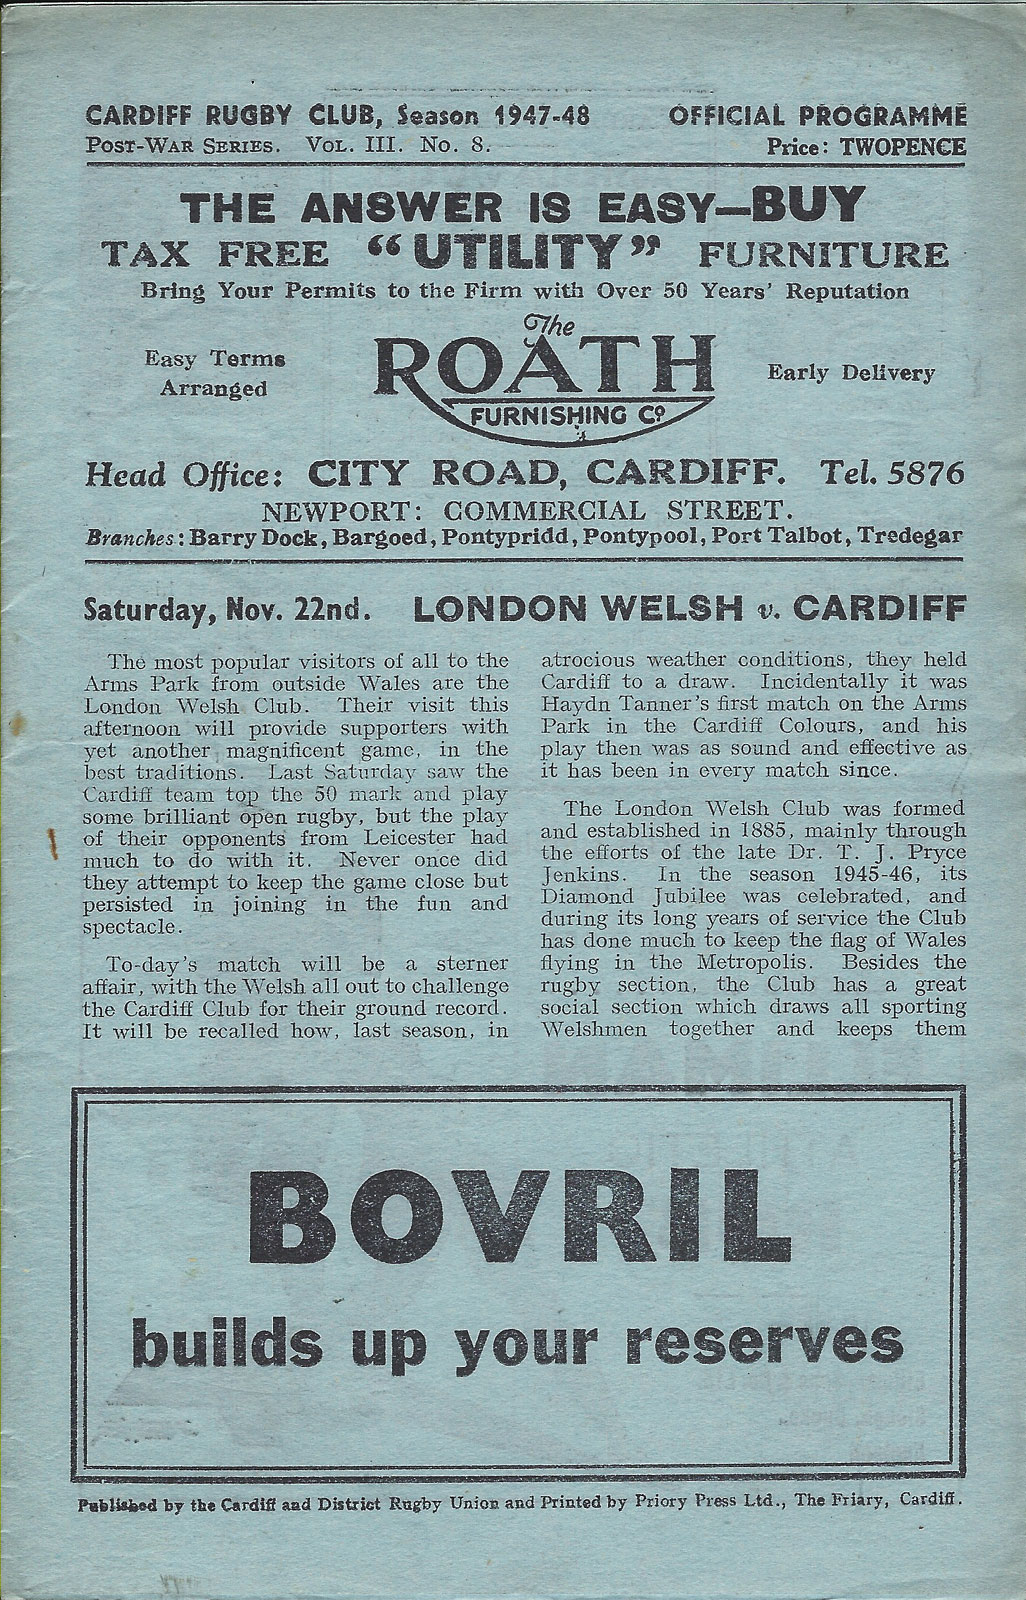 CARDIFF RUGBY CLUB, Season 1947-48 OFFICIAL PROGRAMME
POST-WAR SERIES. VOL. III. No. 8. Price: TWOPENCE
THE ANSWER IS EASY—BUY
TAX FREE "UTILITY" FURNITURE
Bring Your Permits to the Firm with Over 50 Years' Reputation
Easy Terms
Arranged
The
ROATH
FURNISHING Co.
Early Delivery
Head Office: CITY ROAD, CARDIFF. Tel. 5876
NEWPORT: COMMERCIAL STREET.
Branches: Barry Dock, Bargoed, Pontypridd, Pontypool, Port Talbot, Tredegar
Saturday, Nov. 22nd. LONDON WELSH v. CARDIFF
The most popular visitors of all to the
Arms Park from outside Wales are the
London Welsh Club. Their visit this
afternoon will provide supporters with
yet another magnificent game, in the
best traditions. Last Saturday saw the
Cardiff team top the 50 mark and play
some brilliant open rugby, but the play
of their opponents from Leicester had
much to do with it. Never once did
they attempt to keep the game close but
persisted in joining in the fun and
spectacle.
To-day's match will be a sterner
affair, with the Welsh all out to challenge
the Cardiff Club for their ground record.
It will be recalled how, last season, in
atrocious weather conditions, they held
Cardiff to a draw. Incidentally it was
Haydn Tanner's first match on the Arms
Park in the Cardiff Colours, and his
play then was as sound and effective as
it has been in every match since.
The London Welsh Club was formed
and established in 1885, mainly through
the efforts of the late Dr. T. J. Pryce
Jenkins. In the season 1945-46, its
Diamond Jubilee was celebrated, and
during its long years of service the Club
has done much to keep the flag of Wales
flying in the Metropolis. Besides the
rugby section, the Club has a great
social section which draws all sporting
Welshmen together and keeps them
BOVRIL
builds up your reserves
Published by the Cardiff and District Rugby Union and Printed by Priory Press Ltd., The Friary, Cardiff.